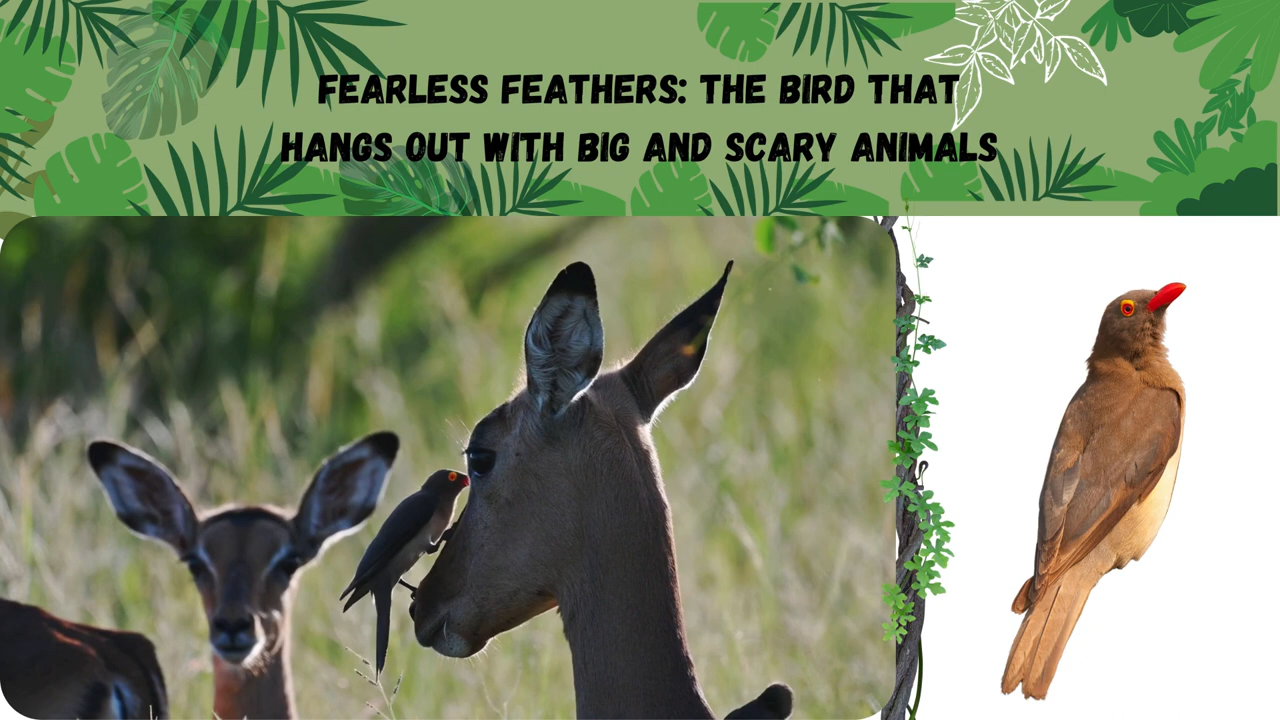 FEARLESS FEATHERS: THE BIRD THAT
HANGS OUT WITH BIG AND SCARY ANIMALS